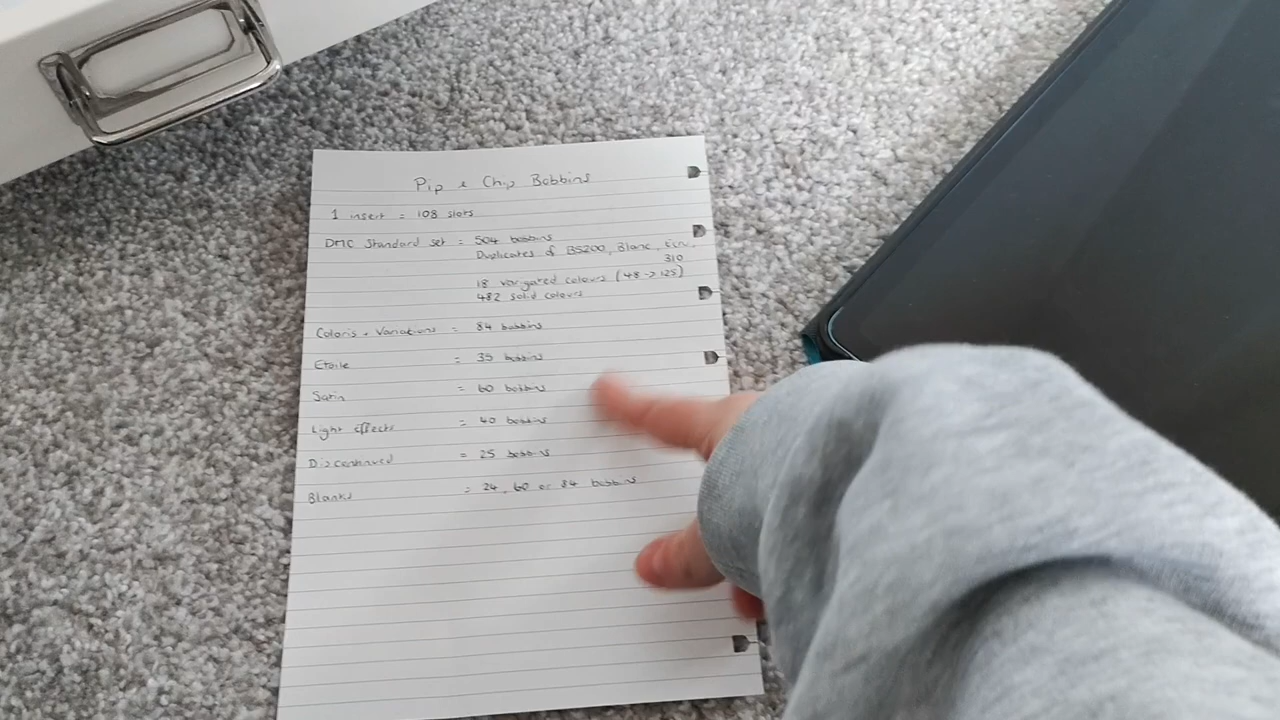 Pip & Chip Bobbins
1 insert = 108 slots
DMC Standard set = 504 bobbins
Duplicates of B5200, Blanc, Ecru,
310
18 varigated colours (48->125)
482 solid colours
Coloris + Variations = 84 bobbins
Etoile = 35 bobbins
Satin = 60 bobbins
Light Effects = 40 bobbins
Discontinued = 25 bobbins
Blanks = 24, 60 or 84 bobbins